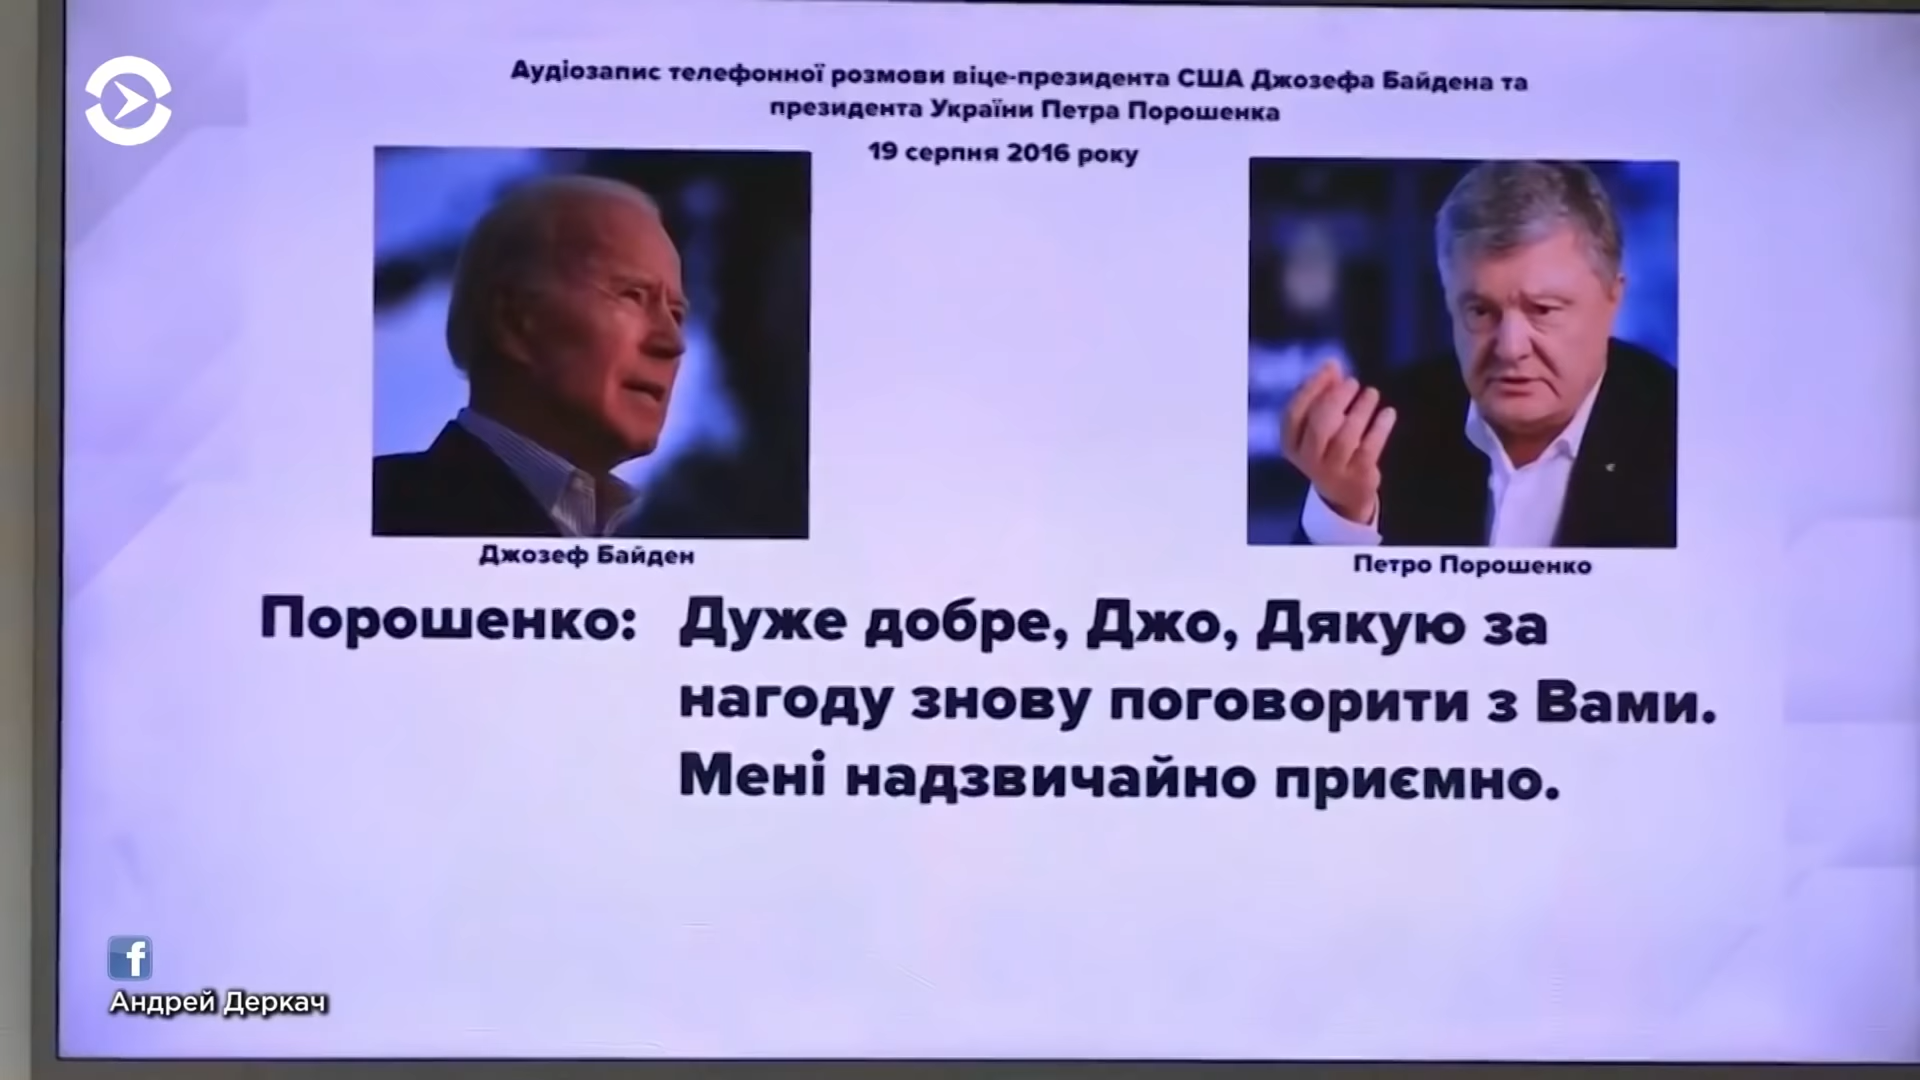 Аудіозапис телефонної розмови віце-президента США Джозефа Байдена та
президента України Петра Порошенка
19 серпня 2016 року
Джозеф Байден
Петро Порошенко
Порошенко: Дуже добре, Джо, Дякую за
нагоду знову поговорити з Вами.
Мені надзвичайно приємно.
f
Андрей Деркач